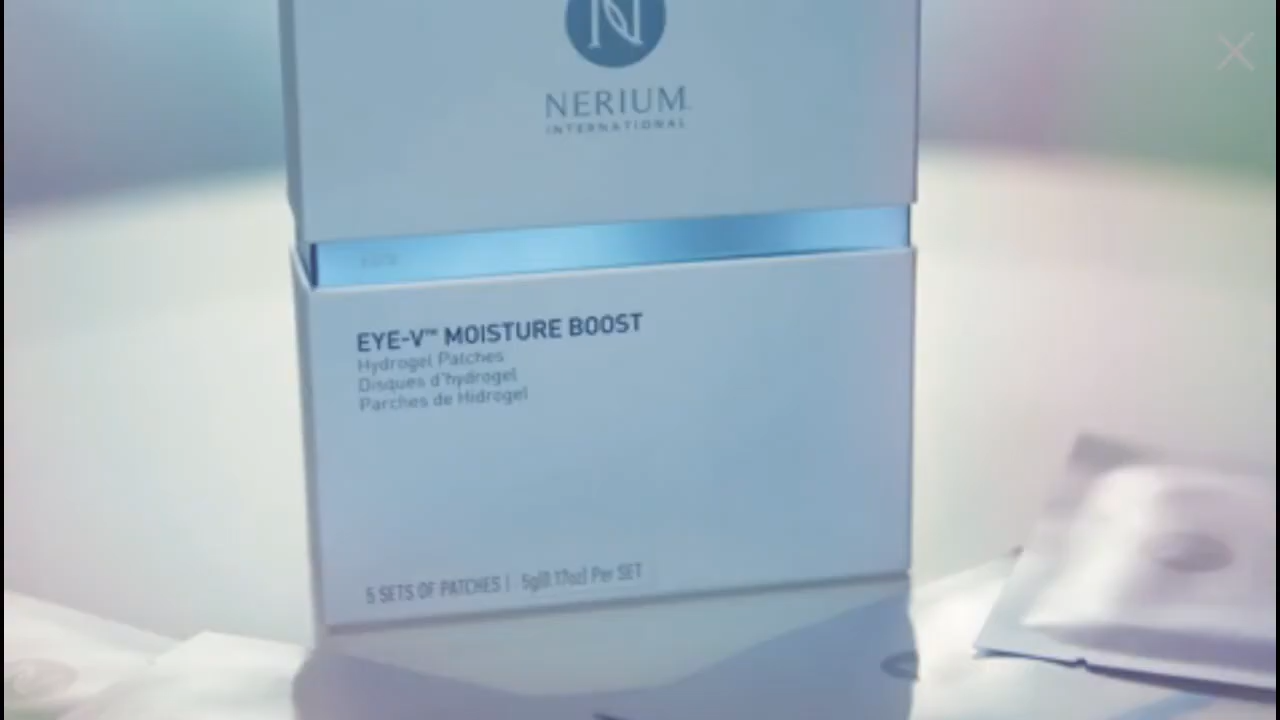 N
NERIUM
INTERNATIONAL
EYE-V™ MOISTURE BOOST
Hydrogel Patches
Disques d'hydrogel
Parches de Hidrogel
5 SETS OF PATCHES | 5g(0.17oz) Per SET